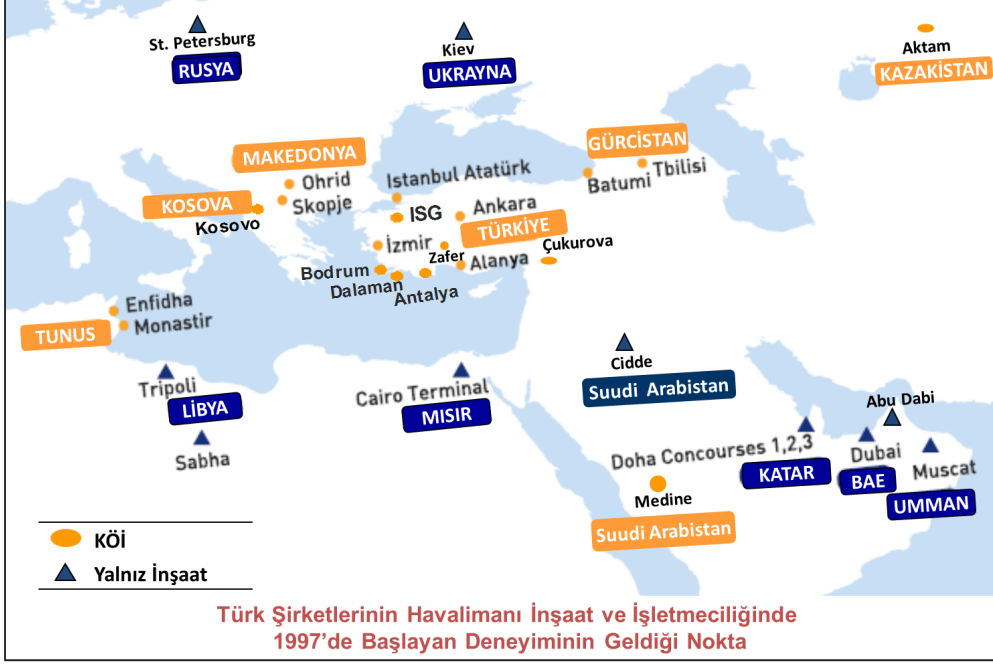 St. Petersburg
RUSYA
Kiev
UKRAYNA
Aktam
KAZAKİSTAN
MAKEDONYA
Ohrid
Skopje
KOSOVA
Kosovo
Istanbul Atatürk
ISG
Ankara
TÜRKİYE
GÜRCİSTAN
Batumi
Tbilisi
İzmir
Zafer
Çukurova
Bodrum
Dalaman
Antalya
Alanya
Enfidha
Monastir
TUNUS
Tripoli
LİBYA
Sabha
Cairo Terminal
MISIR
Cidde
Suudi Arabistan
Abu Dabi
Doha Concourses 1,2,3
KATAR
Dubai
BAE
Muscat
UMMAN
Medine
Suudi Arabistan
KÖİ
Yalnız İnşaat
Türk Şirketlerinin Havalimanı İnşaat ve İşletmeciliğinde
1997’de Başlayan Deneyiminin Geldiği Nokta